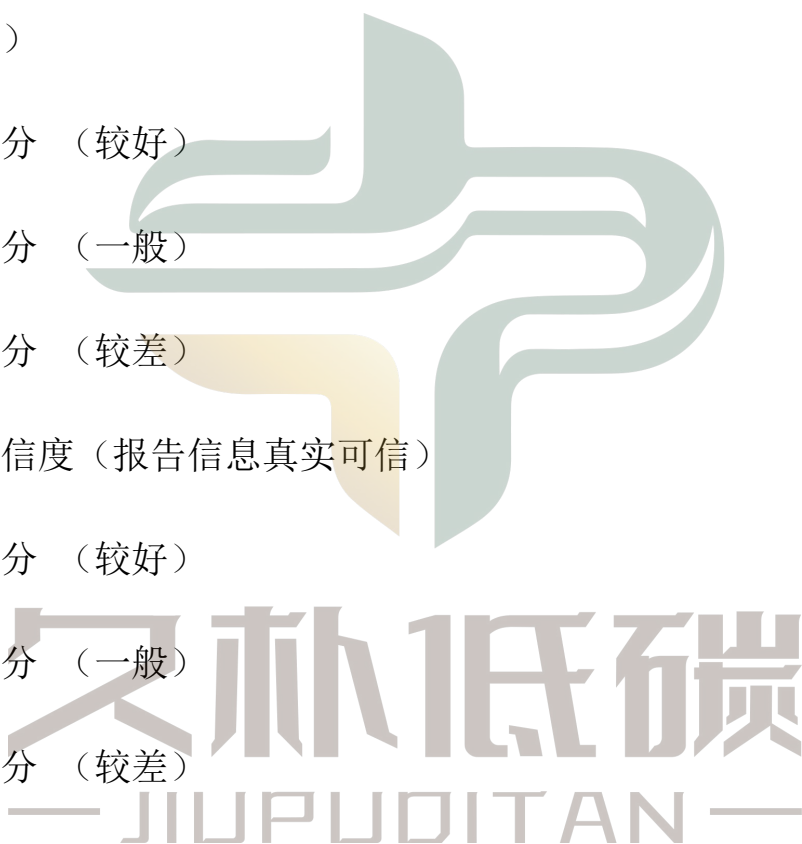 ）
分 （较好）
分 （一般）
分 （较差）
信度（报告信息真实可信）
分 （较好）
分 （一般）
分 （较差）
久朴低碳
JIUPUDITAN